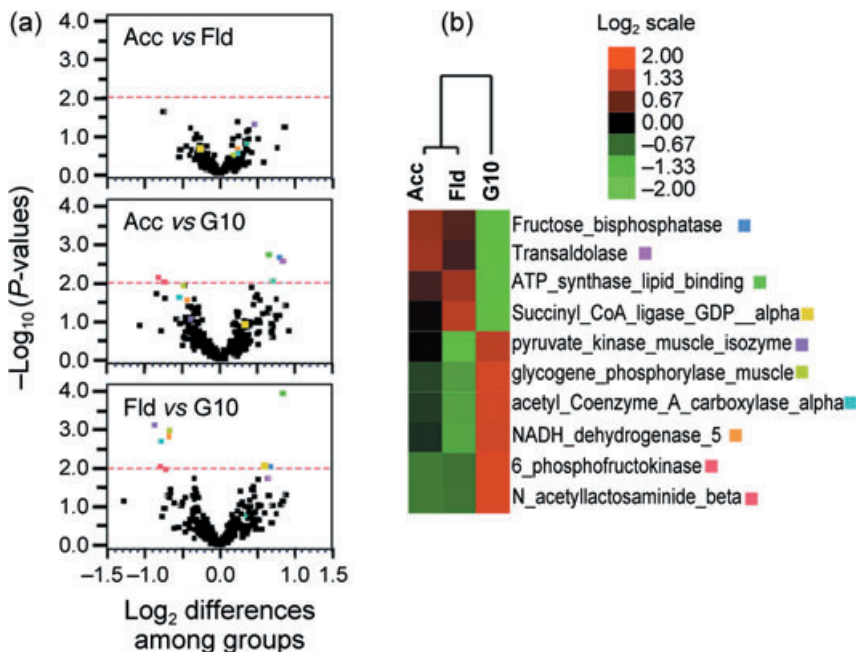 (a)
Acc vs Fld
4.0
3.0
2.0
1.0
0.0
Acc vs G10
4.0
3.0
2.0
1.0
0.0
Fld vs G10
4.0
3.0
2.0
1.0
0.0
–Log10 (P-values)
–1.5 –1.0 0.0 1.0 1.5
Log2 differences
among groups
(b)
Log2 scale
2.00
1.33
0.67
0.00
–0.67
–1.33
–2.00
Acc Fld G10
Fructose_bisphosphatase
Transaldolase
ATP_synthase_lipid_binding
Succinyl_CoA_ligase_GDP__alpha
pyruvate_kinase_muscle_isozyme
glycogene_phosphorylase_muscle
acetyl_Coenzyme_A_carboxylase_alpha
NADH_dehydrogenase_5
6_phosphofructokinase
N_acetyllactosaminide_beta